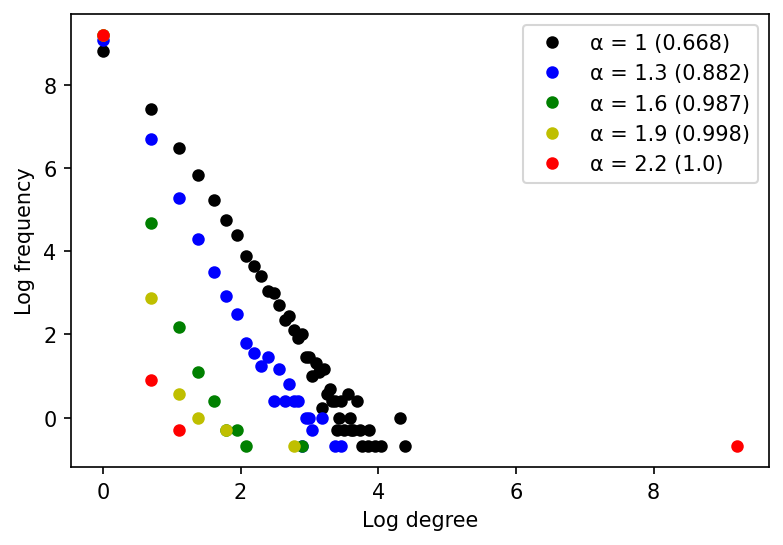 α = 1 (0.668)
α = 1.3 (0.882)
α = 1.6 (0.987)
α = 1.9 (0.998)
α = 2.2 (1.0)
Log frequency
8
6
4
2
0
0 2 4 6 8
Log degree